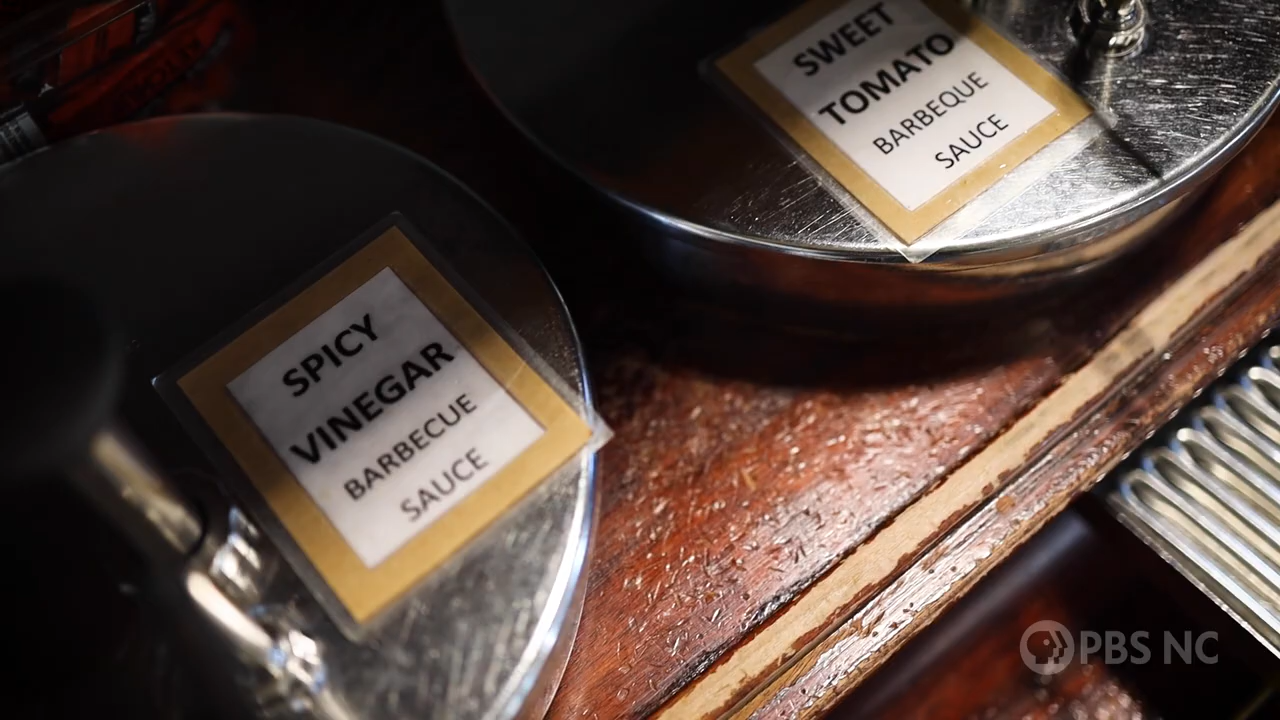 SWEET
TOMATO
BARBEQUE
SAUCE
SPICY
VINEGAR
BARBECUE
SAUCE
PBS NC